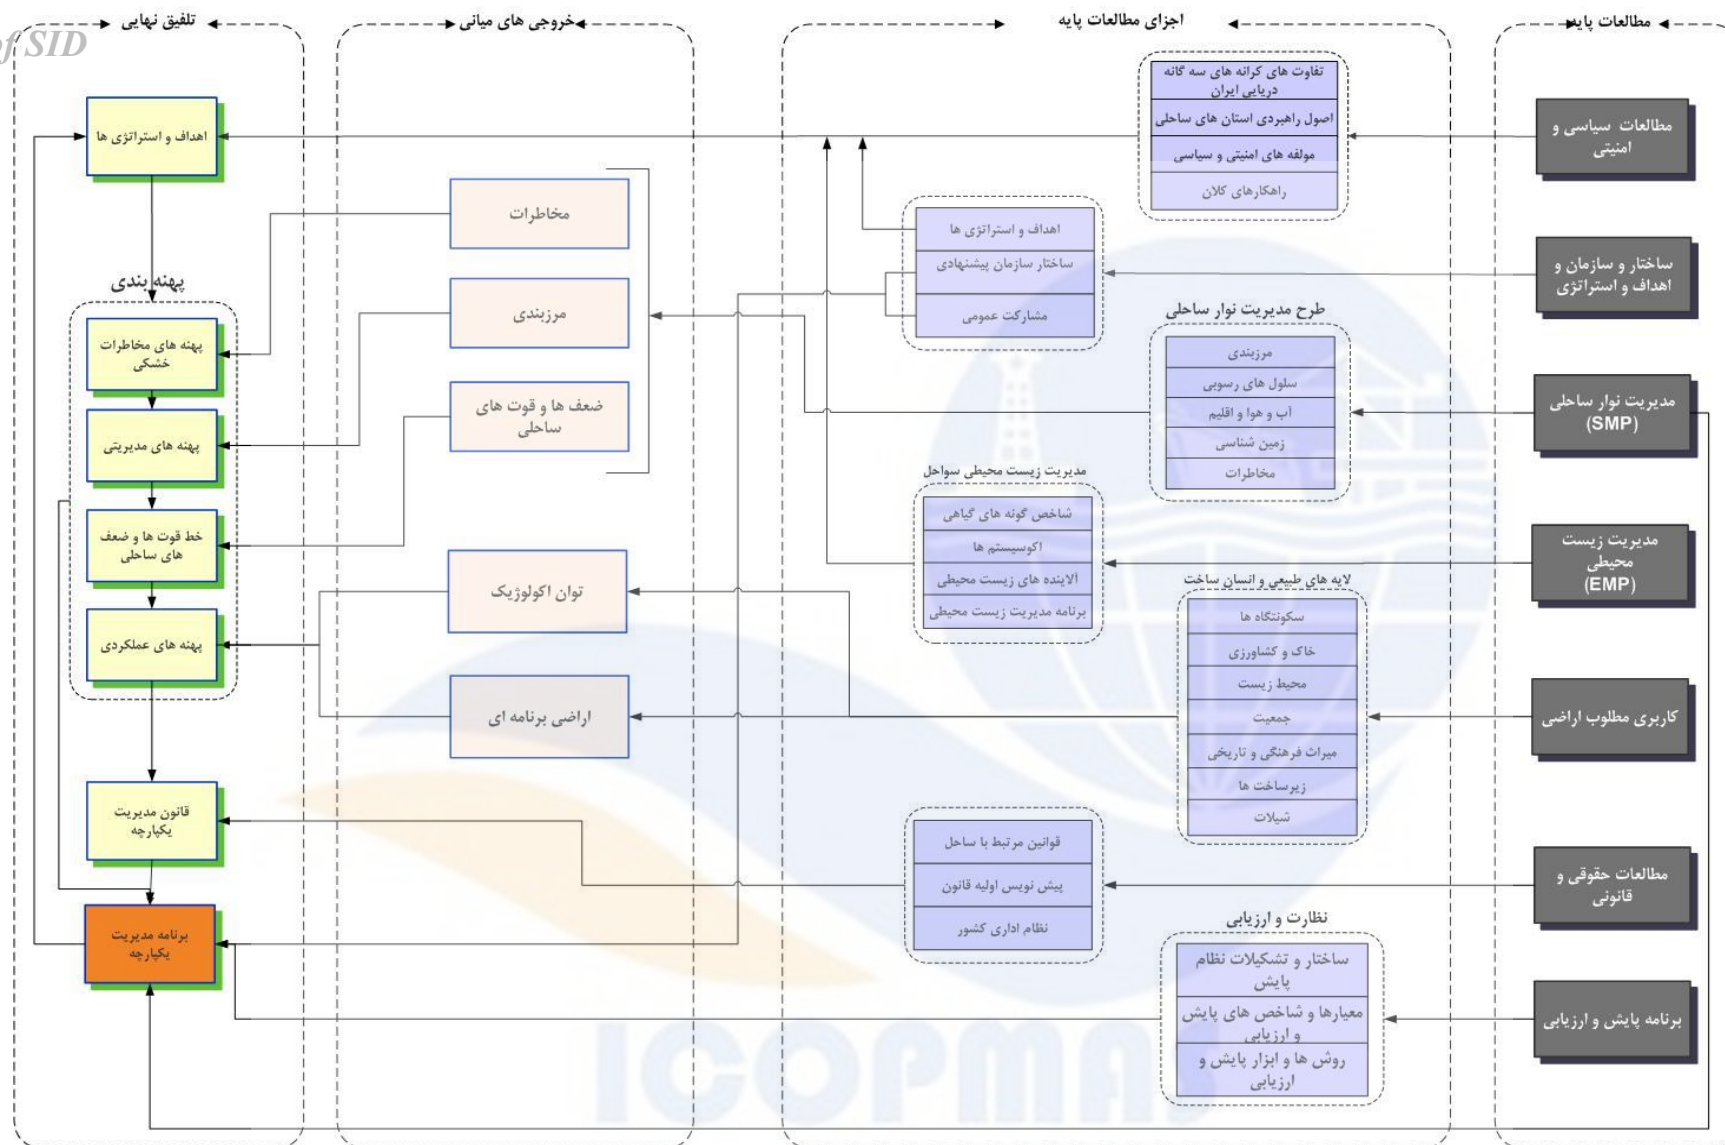 مطالعات پایه
اجزای مطالعات پایه
خروجی های میانی
تلفیق نهایی
of SID
مطالعات سیاسی و
امنیتی
ساختار و سازمان و
اهداف و استراتژی
مدیریت نوار ساحلی
(SMP)
مدیریت زیست
محیطی
(EMP)
کاربری مطلوب اراضی
مطالعات حقوقی و
قانونی
برنامه پایش و ارزیابی
تفاوت های کرانه های سه گانه
دریایی ایران
اصول راهبردی استان های ساحلی
مولفه های امنیتی و سیاسی
راهکارهای کلان
اهداف و استراتژی ها
ساختار سازمان پیشنهادی
مشارکت عمومی
طرح مدیریت نوار ساحلی
مرزبندی
سلول های رسوبی
آب و هوا و اقلیم
زمین شناسی
مخاطرات
مدیریت زیست محیطی سواحل
شاخص گونه های گیاهی
اکوسیستم ها
آلاینده های زیست محیطی
برنامه مدیریت زیست محیطی
لایه های طبیعی و انسان ساخت
سکونتگاه ها
خاک و کشاورزی
محیط زیست
جمعیت
میراث فرهنگی و تاریخی
زیرساخت ها
شیلات
قوانین مرتبط با ساحل
پیش نویس اولیه قانون
نظام اداری کشور
نظارت و ارزیابی
ساختار و تشکیلات نظام
پایش
معیارها و شاخص های پایش
و ارزیابی
روش ها و ابزار پایش و
ارزیابی
مخاطرات
مرزبندی
ضعف ها و قوت های
ساحلی
توان اکولوژیک
اراضی برنامه ای
اهداف و استراتژی ها
پهنه بندی
پهنه های مخاطرات
خشکی
پهنه های مدیریتی
خط قوت ها و ضعف
های ساحلی
پهنه های عملکردی
قانون مدیریت
یکپارچه
برنامه مدیریت
یکپارچه
ICOPMAS